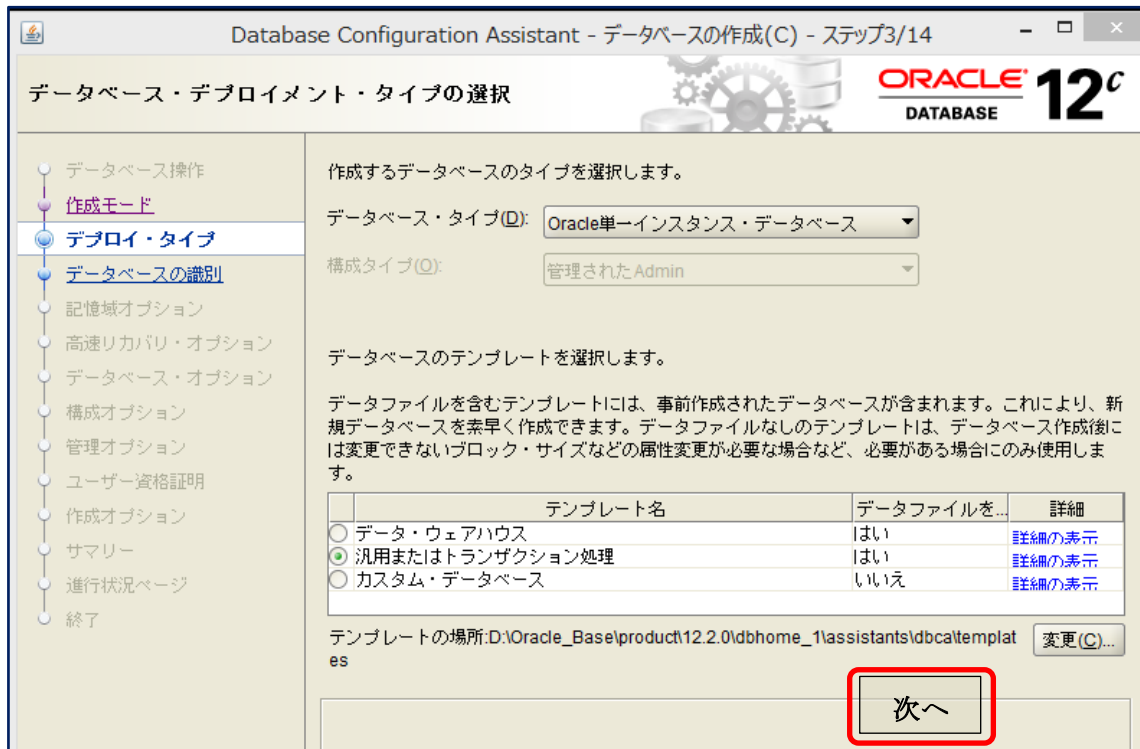 Database Configuration Assistant - データベースの作成(C) - ステップ3/14
データベース・デプロイメント・タイプの選択
ORACLE
DATABASE
12c
データベース操作
作成モード
デプロイ・タイプ
データベースの識別
記憶域オプション
高速リカバリ・オプション
データベース・オプション
構成オプション
管理オプション
ユーザー資格証明
作成オプション
サマリー
進行状況ページ
終了
作成するデータベースのタイプを選択します。
データベース・タイプ(D): Oracle単一インスタンス・データベース
構成タイプ(O): 管理されたAdmin
データベースのテンプレートを選択します。
データファイルを含むテンプレートには、事前作成されたデータベースが含まれます。これにより、新
規データベースを素早く作成できます。データファイルなしのテンプレートは、データベース作成後に
は変更できないブロック・サイズなどの属性変更が必要な場合など、必要がある場合にのみ使用しま
す。
テンプレート名 データファイルを... 詳細
データ・ウェアハウス はい 詳細の表示
汎用またはトランザクション処理 はい 詳細の表示
カスタム・データベース いいえ 詳細の表示
テンプレートの場所:D:\Oracle_Base\product\12.2.0\dbhome_1\assistants\dbca\templat
es
変更(C)...
次へ